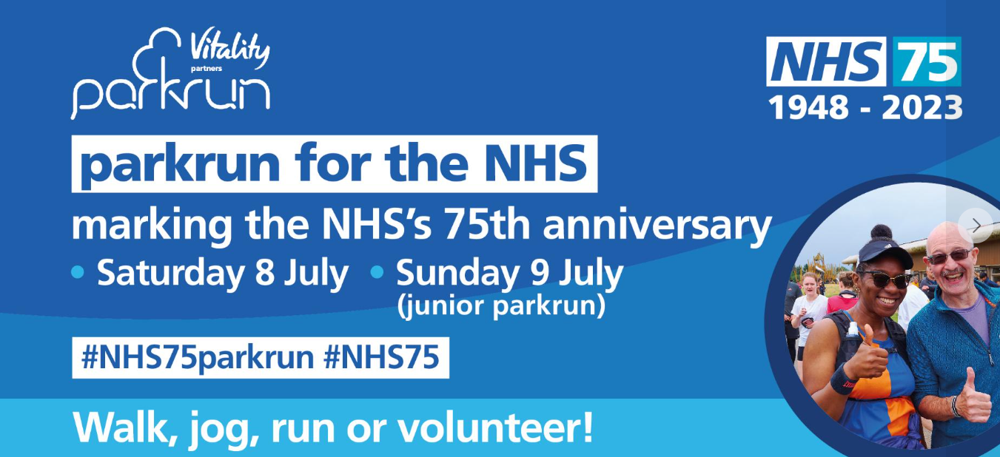 Vitality
partners
parkrun
NHS 75
1948 - 2023
parkrun for the NHS
marking the NHS’s 75th anniversary
• Saturday 8 July • Sunday 9 July
(junior parkrun)
#NHS75parkrun #NHS75
Walk, jog, run or volunteer!